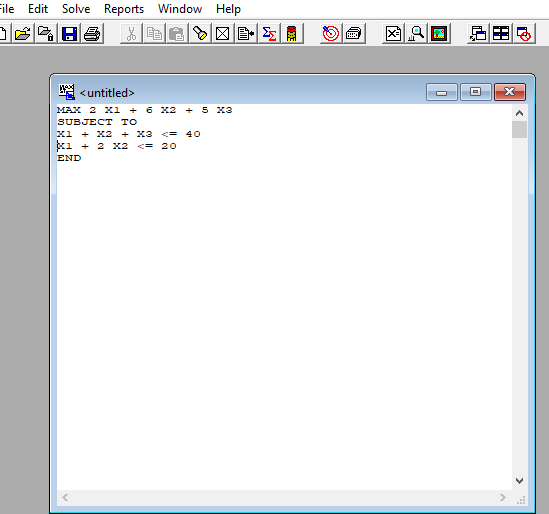 File Edit Solve Reports Window Help
<untitled>
MAX 2 X1 + 6 X2 + 5 X3
SUBJECT TO
X1 + X2 + X3 <= 40
X1 + 2 X2 <= 20
END